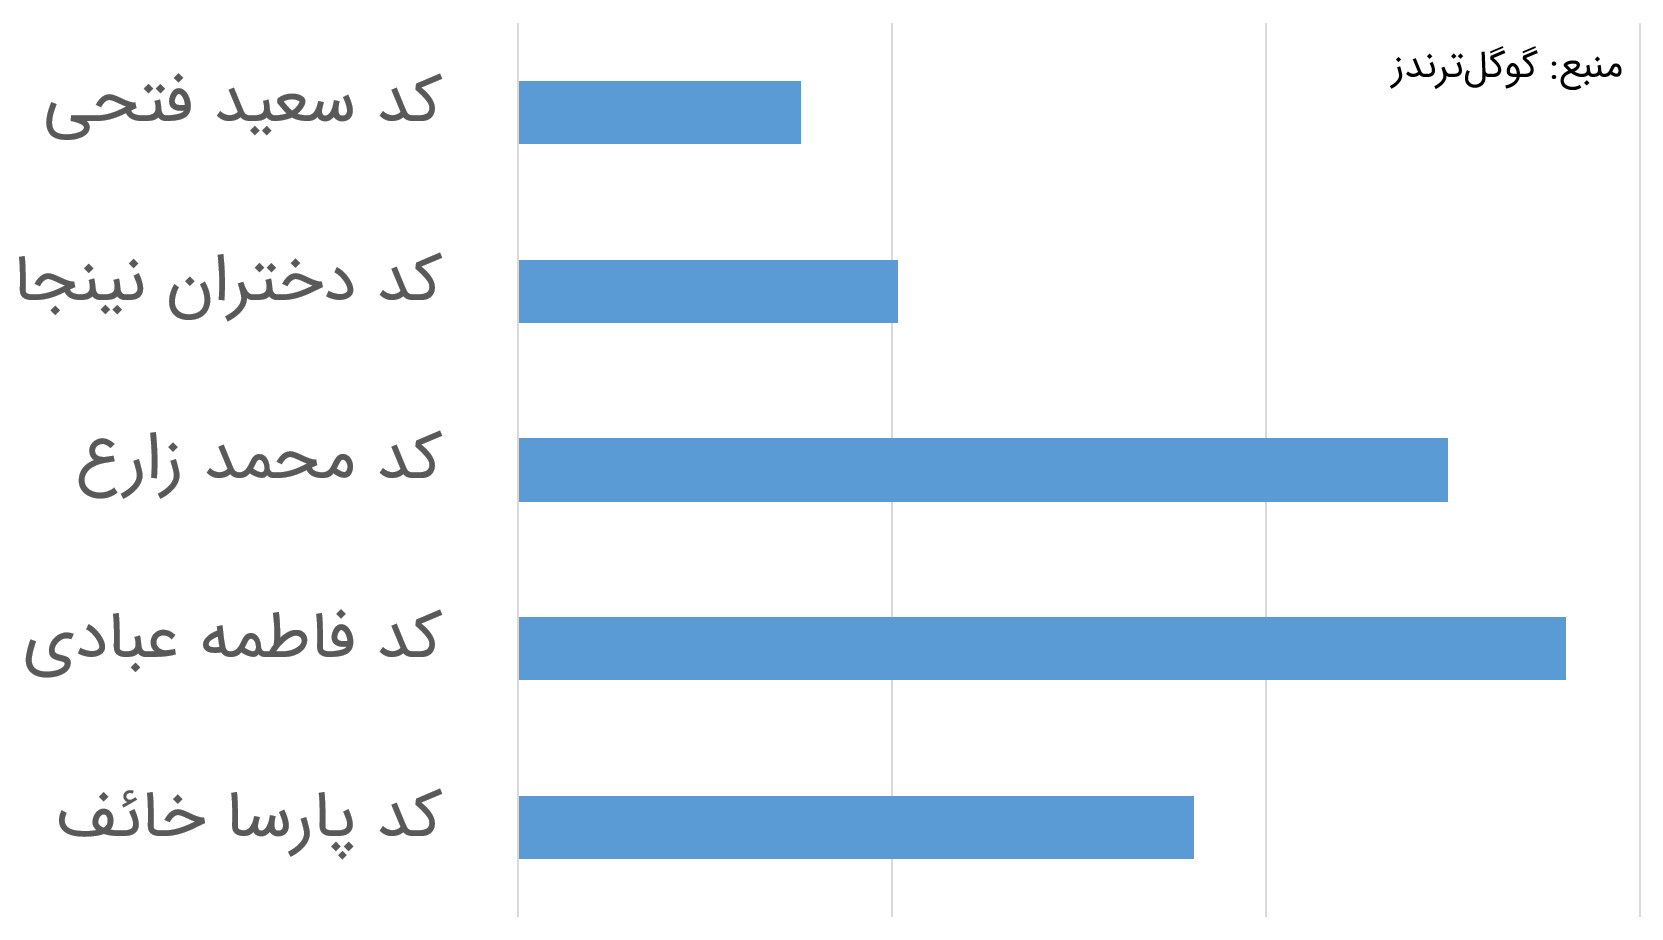 منبع: گوگل‌ترندز
کد سعید فتحی
کد دختران نینجا
کد محمد زارع
کد فاطمه عبادی
کد پارسا خائف